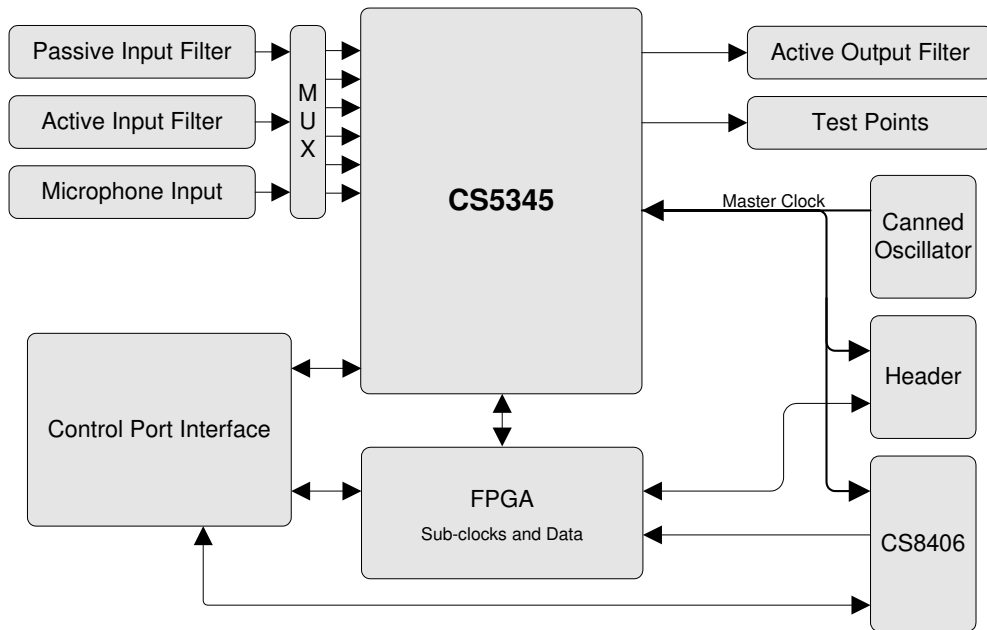 Passive Input Filter
Active Input Filter
Microphone Input
M
U
X
CS5345
Active Output Filter
Test Points
Master Clock
Canned
Oscillator
Header
Control Port Interface
FPGA
Sub-clocks and Data
CS8406